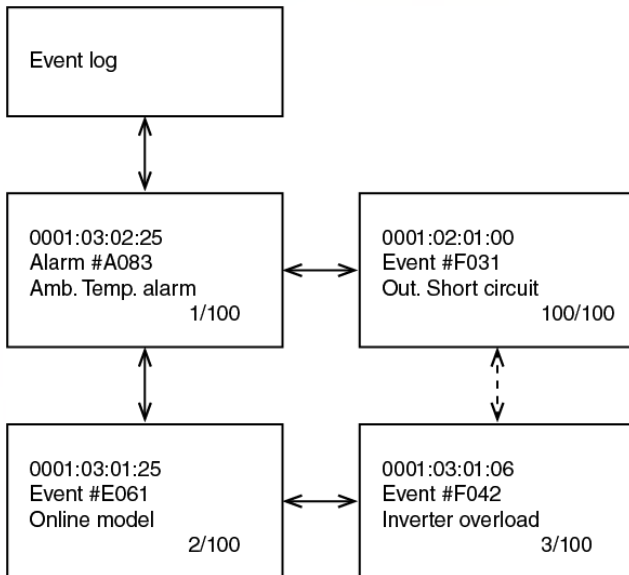 Event log
0001:03:02:25
Alarm #A083
Amb. Temp. alarm
1/100
0001:02:01:00
Event #F031
Out. Short circuit
100/100
0001:03:01:25
Event #E061
Online model
2/100
0001:03:01:06
Event #F042
Inverter overload
3/100